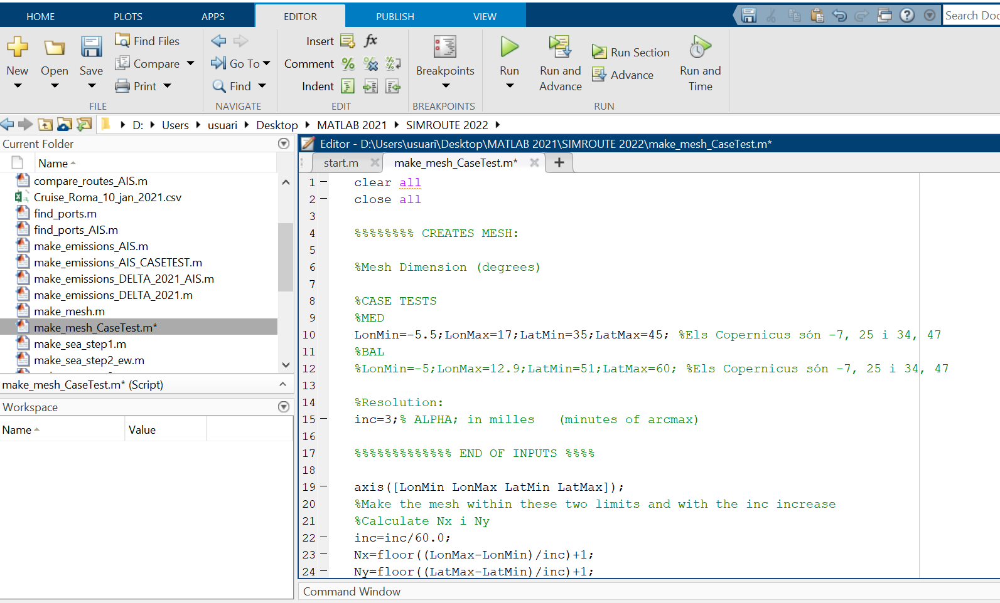 HOME PLOTS APPS EDITOR PUBLISH VIEW Search Doc
New Open Save Find Files Compare Print Go To Find Insert fx Comment Indent Breakpoints Run Run and Advance Run Section Advance Run and Time
FILE NAVIGATE EDIT BREAKPOINTS RUN
D: Users usuari Desktop MATLAB 2021 SIMROUTE 2022
Current Folder
Name
compare_routes_AIS.m
Cruise_Roma_10_jan_2021.csv
find_ports.m
find_ports_AIS.m
make_emissions_AIS.m
make_emissions_AIS_CASETEST.m
make_emissions_DELTA_2021_AIS.m
make_emissions_DELTA_2021.m
make_mesh.m
make_mesh_CaseTest.m*
make_sea_step1.m
make_sea_step2_ew.m
make_mesh_CaseTest.m* (Script)
Workspace
Name Value
Editor - D:\Users\usuari\Desktop\MATLAB 2021\SIMROUTE 2022\make_mesh_CaseTest.m*
start.m make_mesh_CaseTest.m*
1 clear all
2 close all
3
4 %%%%%%%% CREATES MESH:
5
6 %Mesh Dimension (degrees)
7
8 %CASE TESTS
9 %MED
10 LonMin=-5.5;LonMax=17;LatMin=35;LatMax=45; %Els Copernicus són -7, 25 i 34, 47
11 %BAL
12 %LonMin=-5;LonMax=12.9;LatMin=51;LatMax=60; %Els Copernicus són -7, 25 i 34, 47
13
14 %Resolution:
15 inc=3;% ALPHA; in milles (minutes of arcmax)
16
17 %%%%%%%%%%%%% END OF INPUTS %%%%
18
19 axis([LonMin LonMax LatMin LatMax]);
20 %Make the mesh within these two limits and with the inc increase
21 %Calculate Nx i Ny
22 inc=inc/60.0;
23 Nx=floor((LonMax-LonMin)/inc)+1;
24 Ny=floor((LatMax-LatMin)/inc)+1;
Command Window